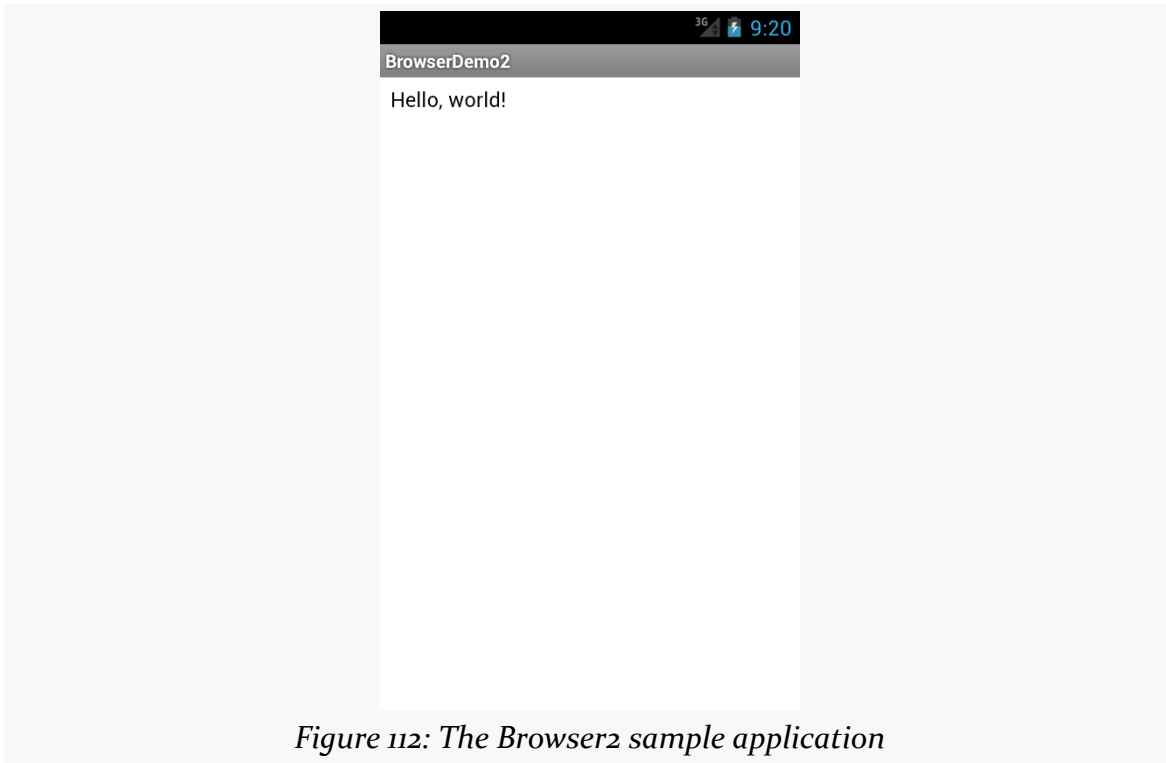 3G 9:20
BrowserDemo2
Hello, world!
Figure 112: The Browser2 sample application